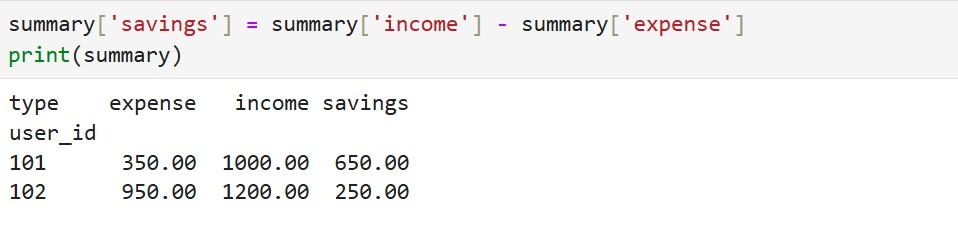 summary['savings'] = summary['income'] - summary['expense']
print(summary)
type    expense   income savings
user_id
101      350.00  1000.00  650.00
102      950.00  1200.00  250.00